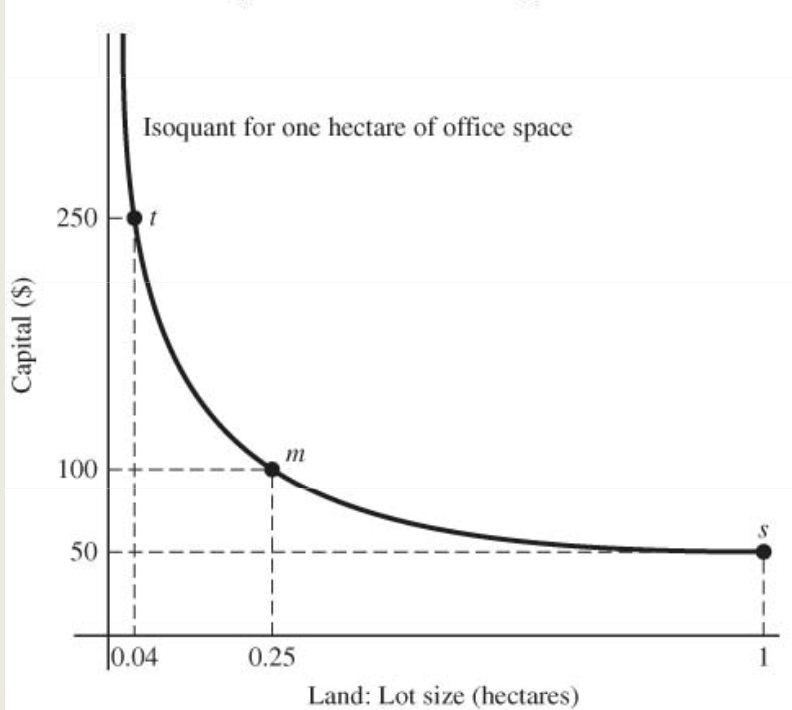 Isoquant for one hectare of office space
250
t
Capital ($)
m
100
s
50
0.04
0.25
1
Land: Lot size (hectares)